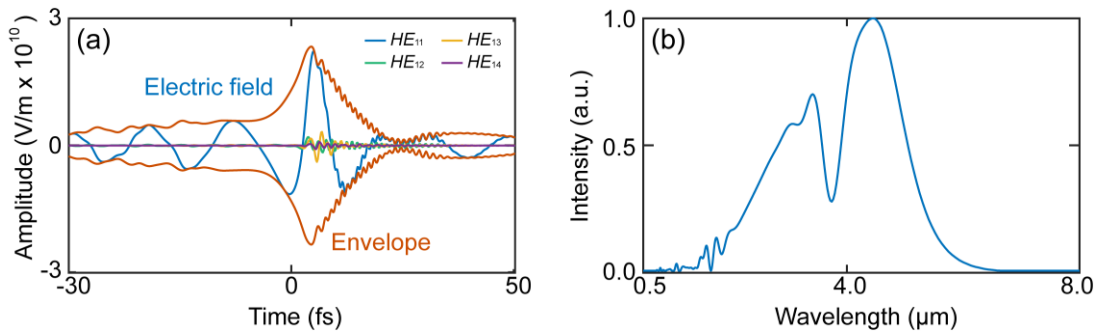 (a)
Amplitude (V/m x 10¹⁰)
3
0
-3
HE₁₁ HE₁₃
HE₁₂ HE₁₄
Electric field
Envelope
-30 0 50
Time (fs)
(b)
Intensity (a.u.)
1.0
0.5
0.0
0.5 4.0 8.0
Wavelength (μm)